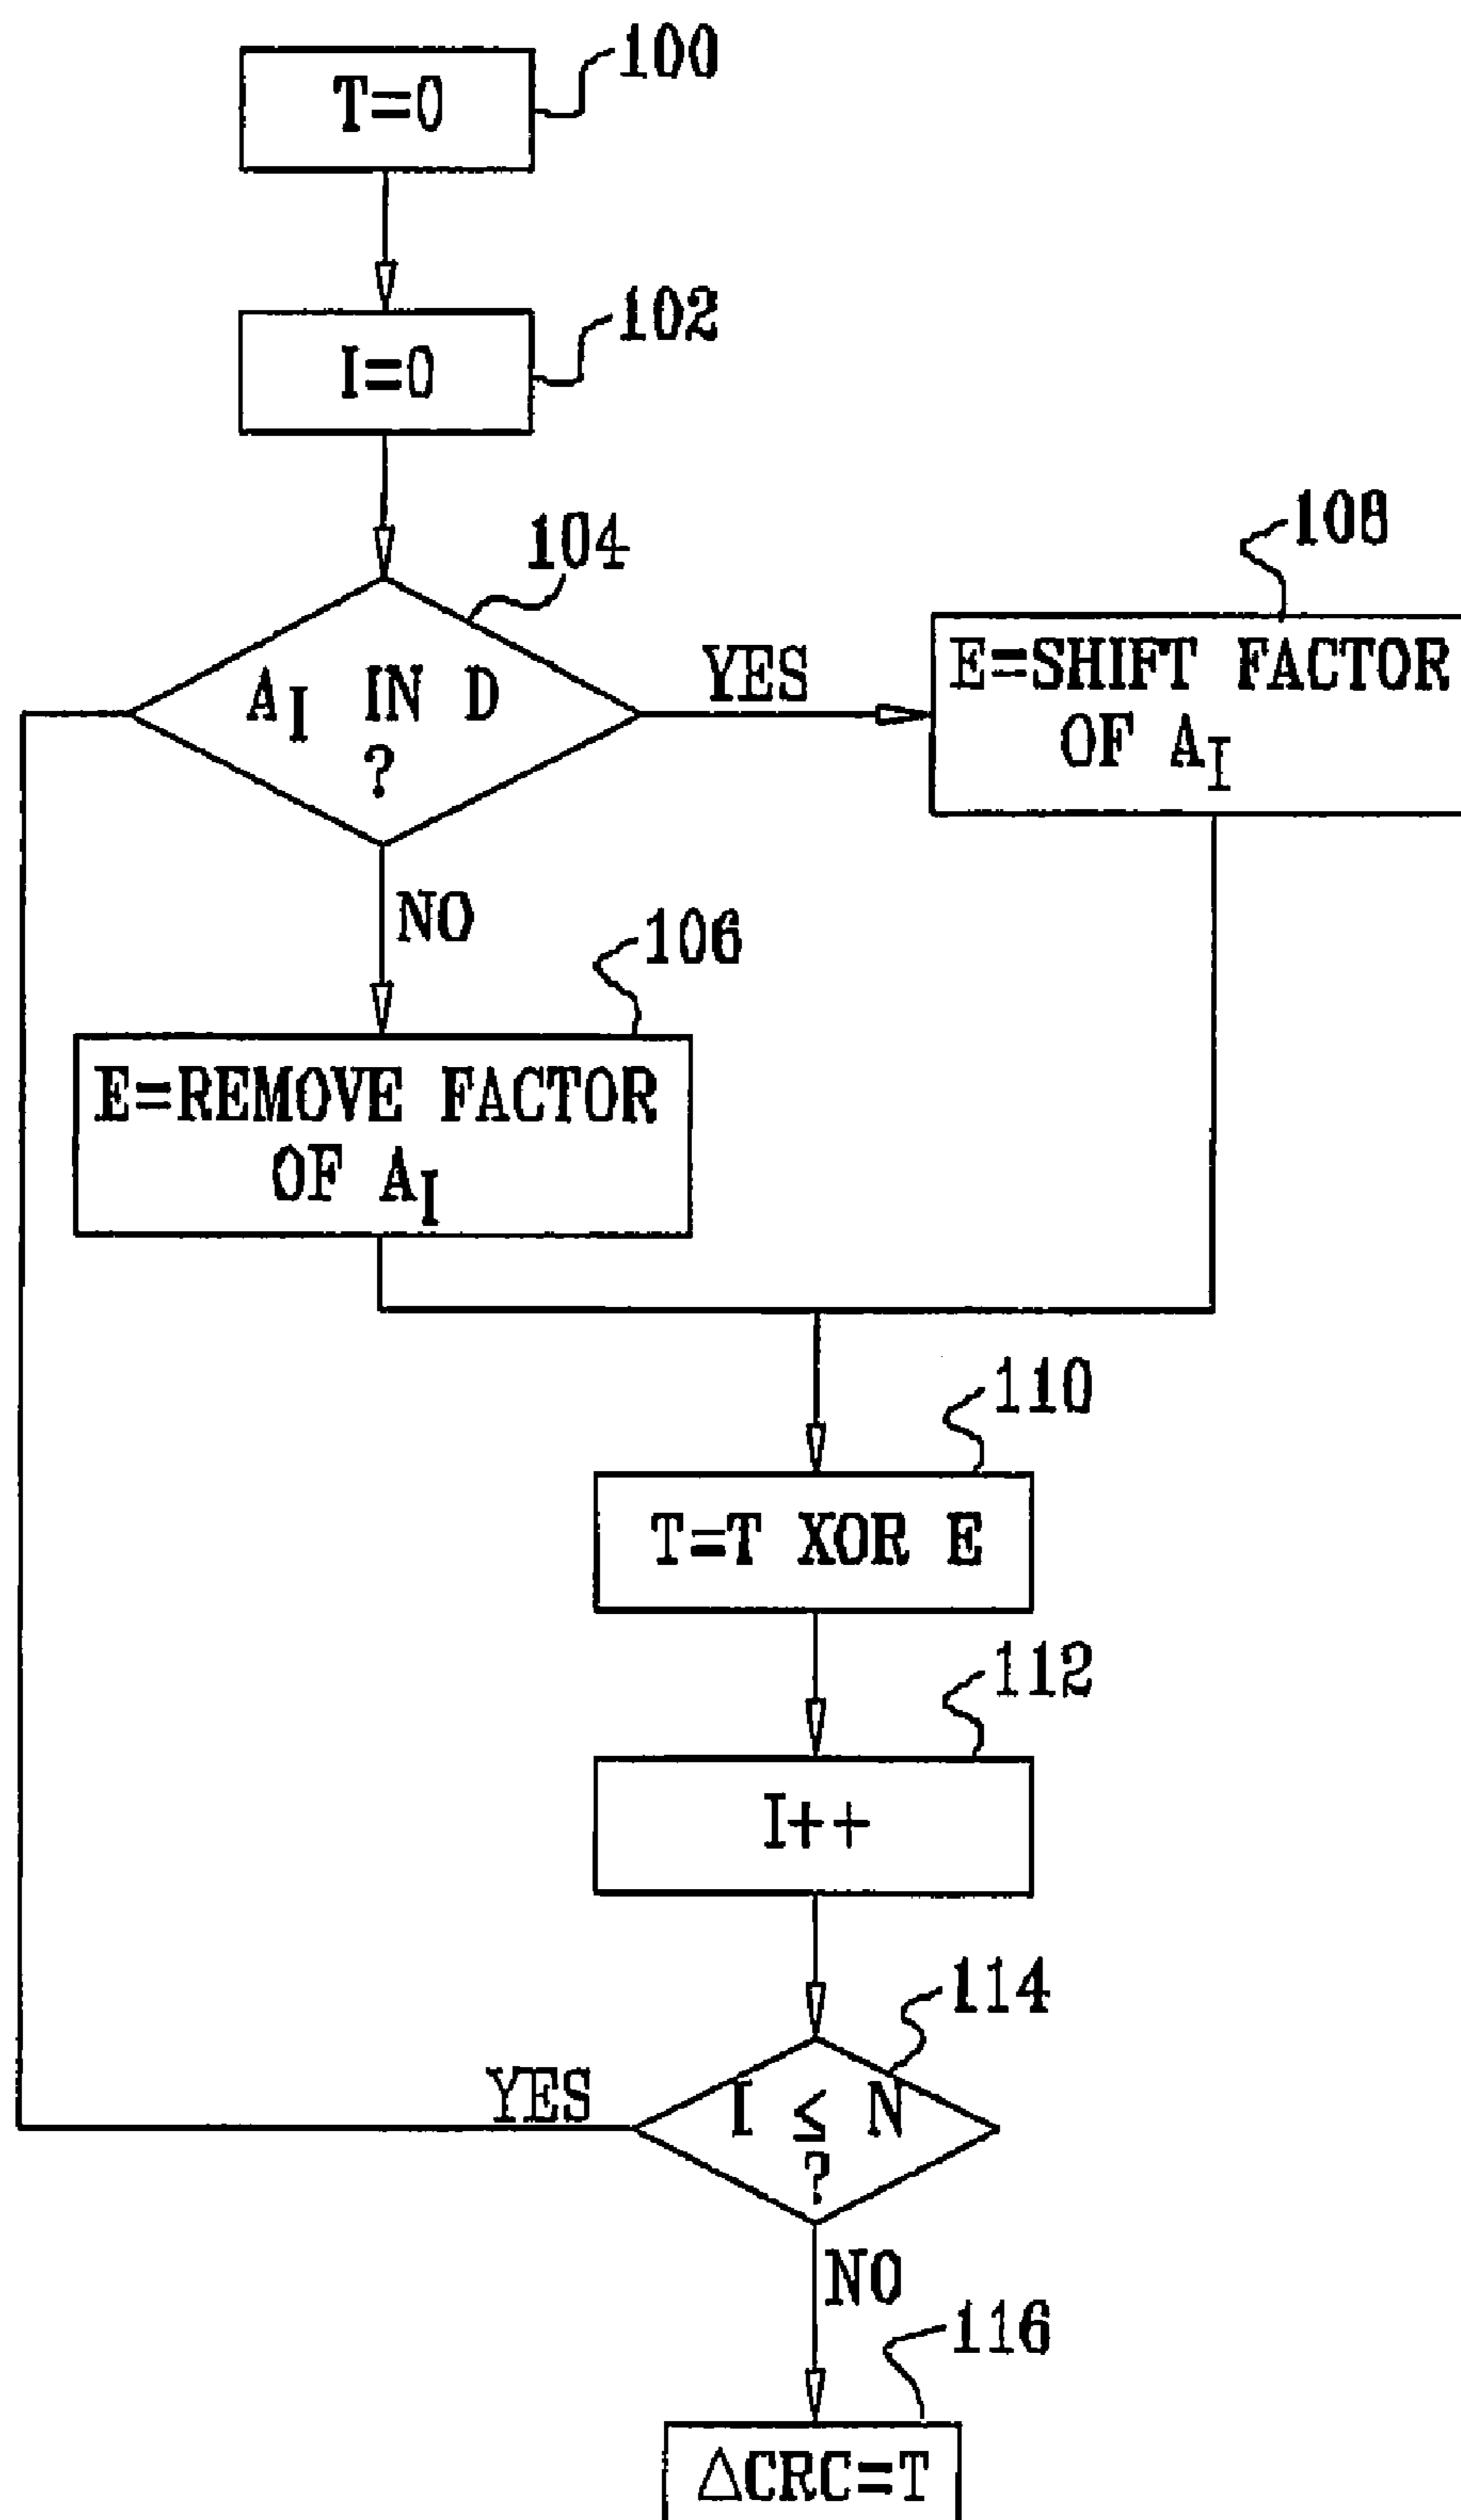 100
T=0
102
I=0
104
108
A_I IN D
?
YES
E=SHIFT FACTOR
OF A_I
NO
106
E=REMOVE FACTOR
OF A_I
110
T=T XOR E
112
I++
114
YES
I ≤ N
?
NO
116
△CRC=T